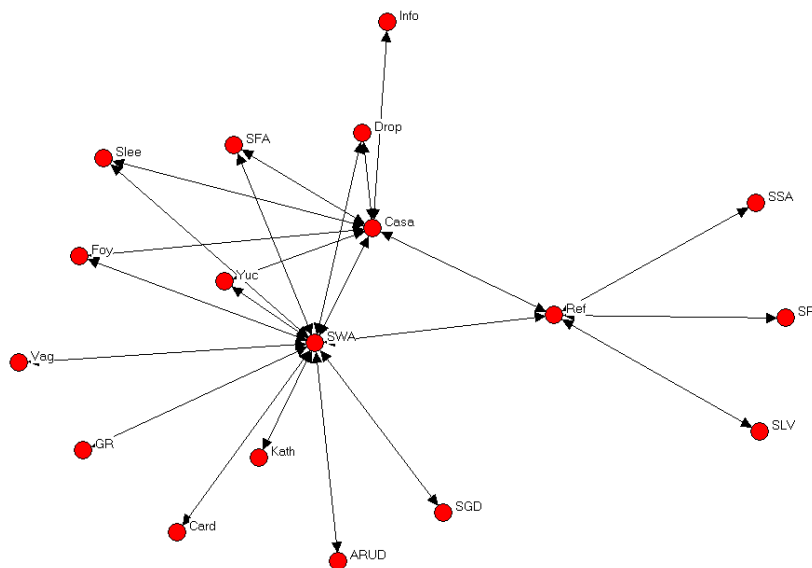 Info
Drop
SFA
Slee
SSA
Casa
Foy
Yuc
Ref
SWA
Vag
SLV
GR
Kath
SGD
Card
ARUD